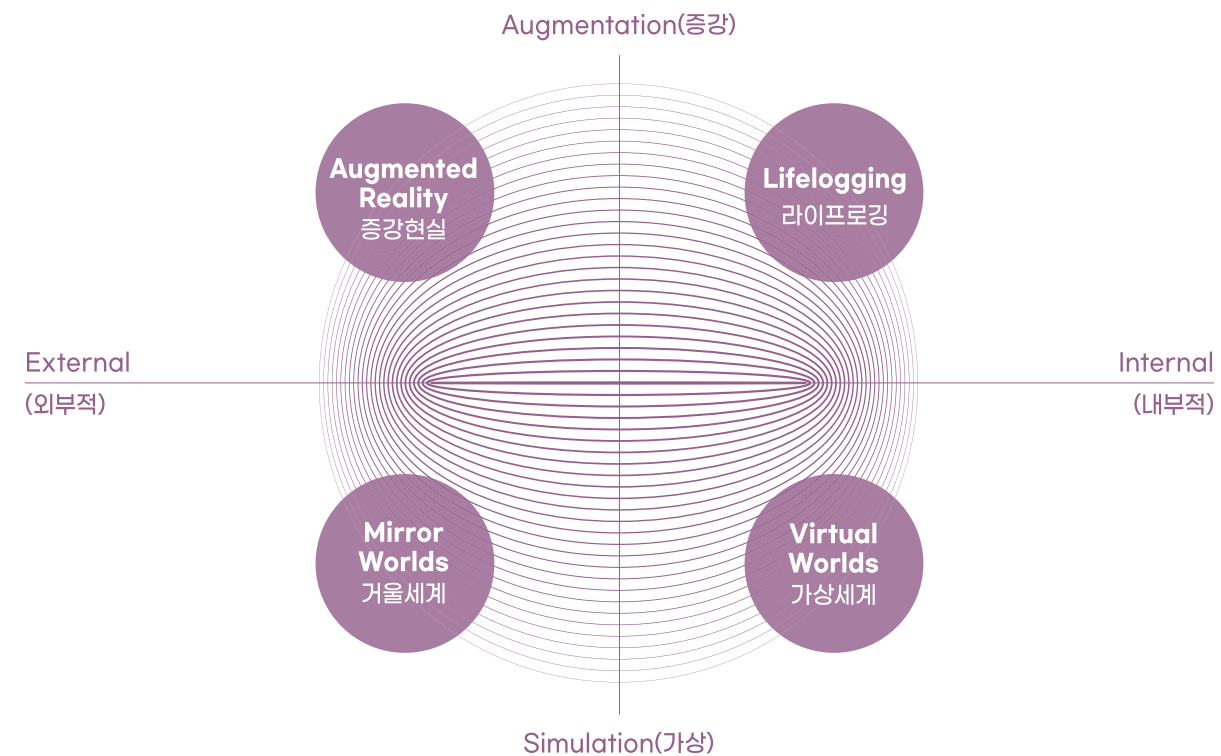 Augmentation(증강)
Augmented
Reality
증강현실
Lifelogging
라이프로깅
External
(외부적)
Internal
(내부적)
Mirror
Worlds
거울세계
Virtual
Worlds
가상세계
Simulation(가상)